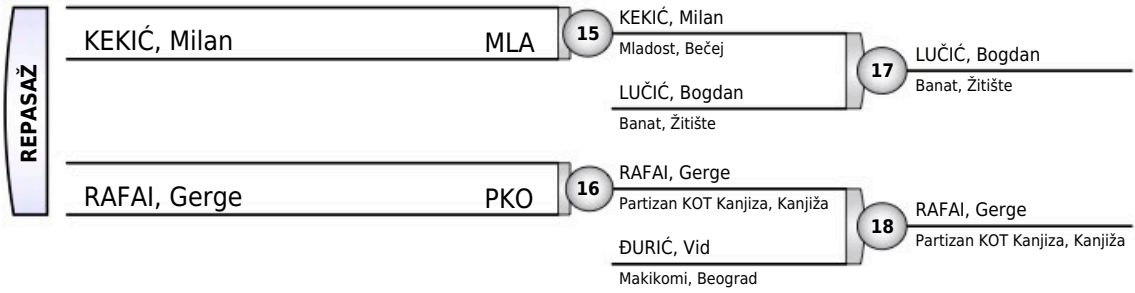 REPASAŽ
KEKIĆ, Milan MLA
15
KEKIĆ, Milan
Mladost, Bečej
LUČIĆ, Bogdan
Banat, Žitište
17
LUČIĆ, Bogdan
Banat, Žitište
RAFAI, Gerge PKO
16
RAFAI, Gerge
Partizan KOT Kanjiza, Kanjiža
ĐURIĆ, Vid
Makikomi, Beograd
18
RAFAI, Gerge
Partizan KOT Kanjiza, Kanjiža